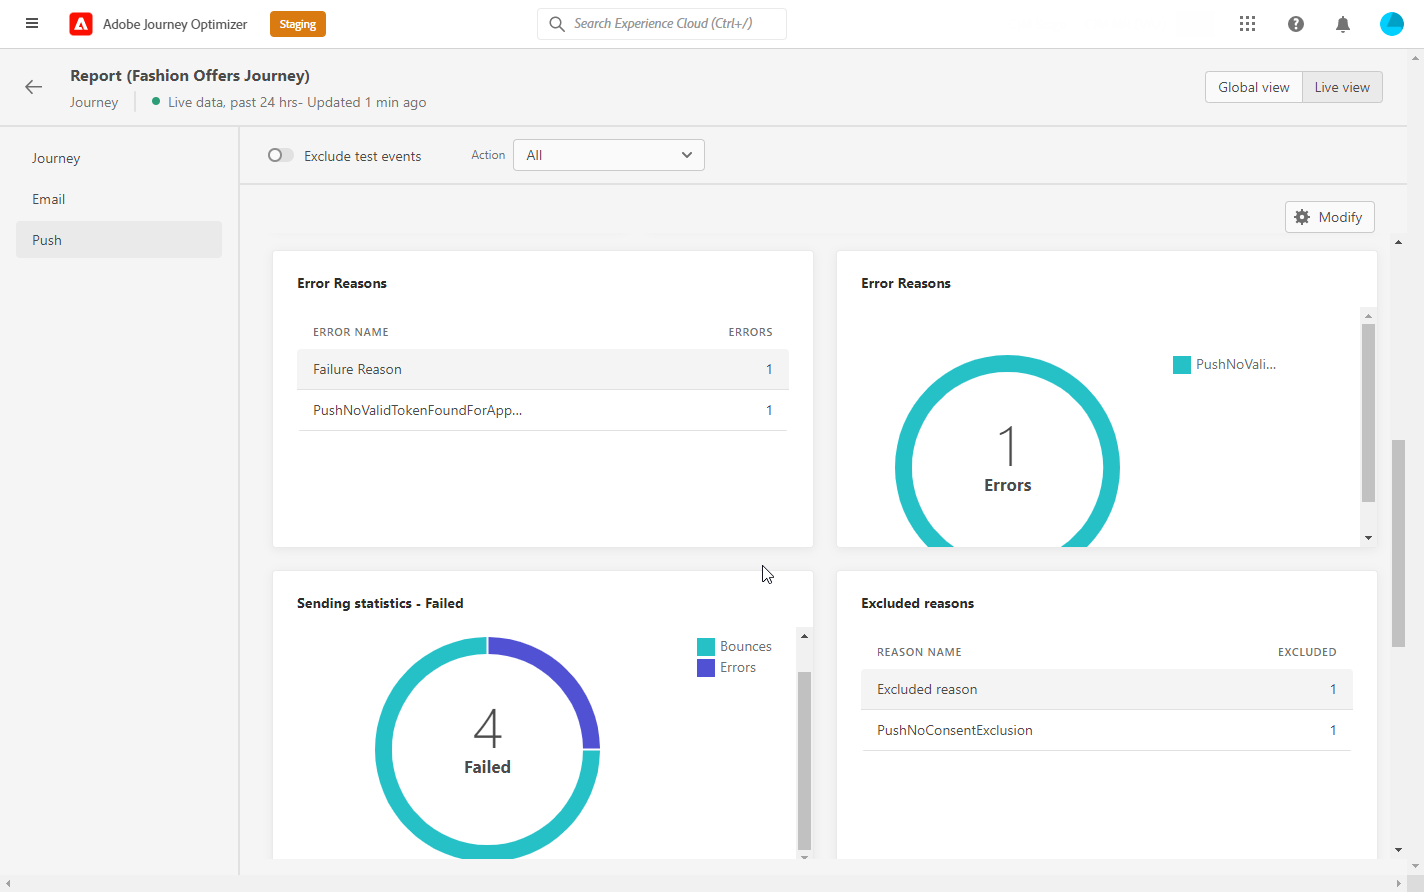 Adobe Journey Optimizer
Staging
Search Experience Cloud (Ctrl+/)
Report (Fashion Offers Journey)
Journey
Live data, past 24 hrs- Updated 1 min ago
Global view
Live view
Journey
Email
Push
Exclude test events
Action
All
Modify
Error Reasons
ERROR NAME
ERRORS
Failure Reason
1
PushNoValidTokenFoundForApp...
1
Error Reasons
PushNoVali...
1
Errors
Sending statistics - Failed
Bounces
Errors
4
Failed
Excluded reasons
REASON NAME
EXCLUDED
Excluded reason
1
PushNoConsentExclusion
1